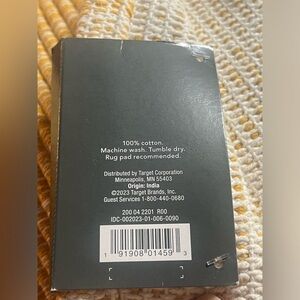 100% cotton.
Machine wash. Tumble dry.
Rug pad recommended.
Distributed by Target Corporation
Minneapolis, MN 55403
Origin: India
©2023 Target Brands, Inc.
Guest Services 1-800-440-0680
200 04 2201 R00
IDC-002023-01-006-0090
1 91908 01459 3